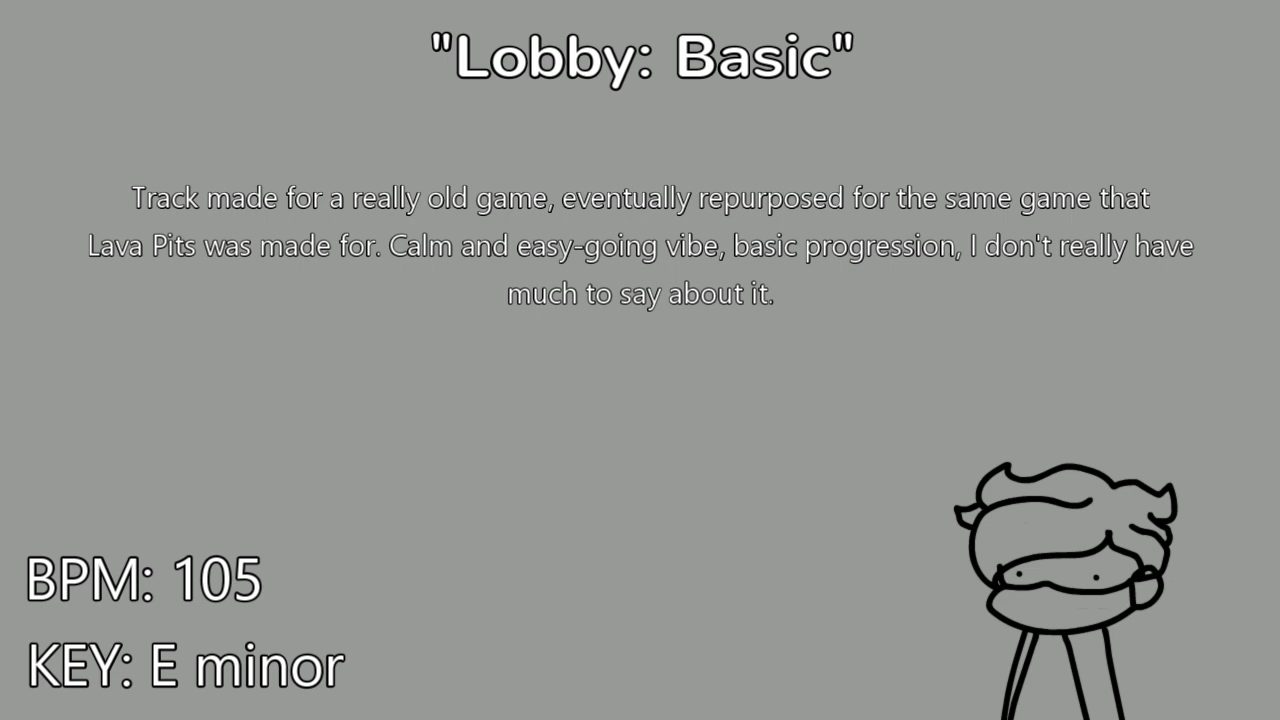 "Lobby: Basic"
Track made for a really old game, eventually repurposed for the same game that
Lava Pits was made for. Calm and easy-going vibe, basic progression, I don't really have
much to say about it.
BPM: 105
KEY: E minor